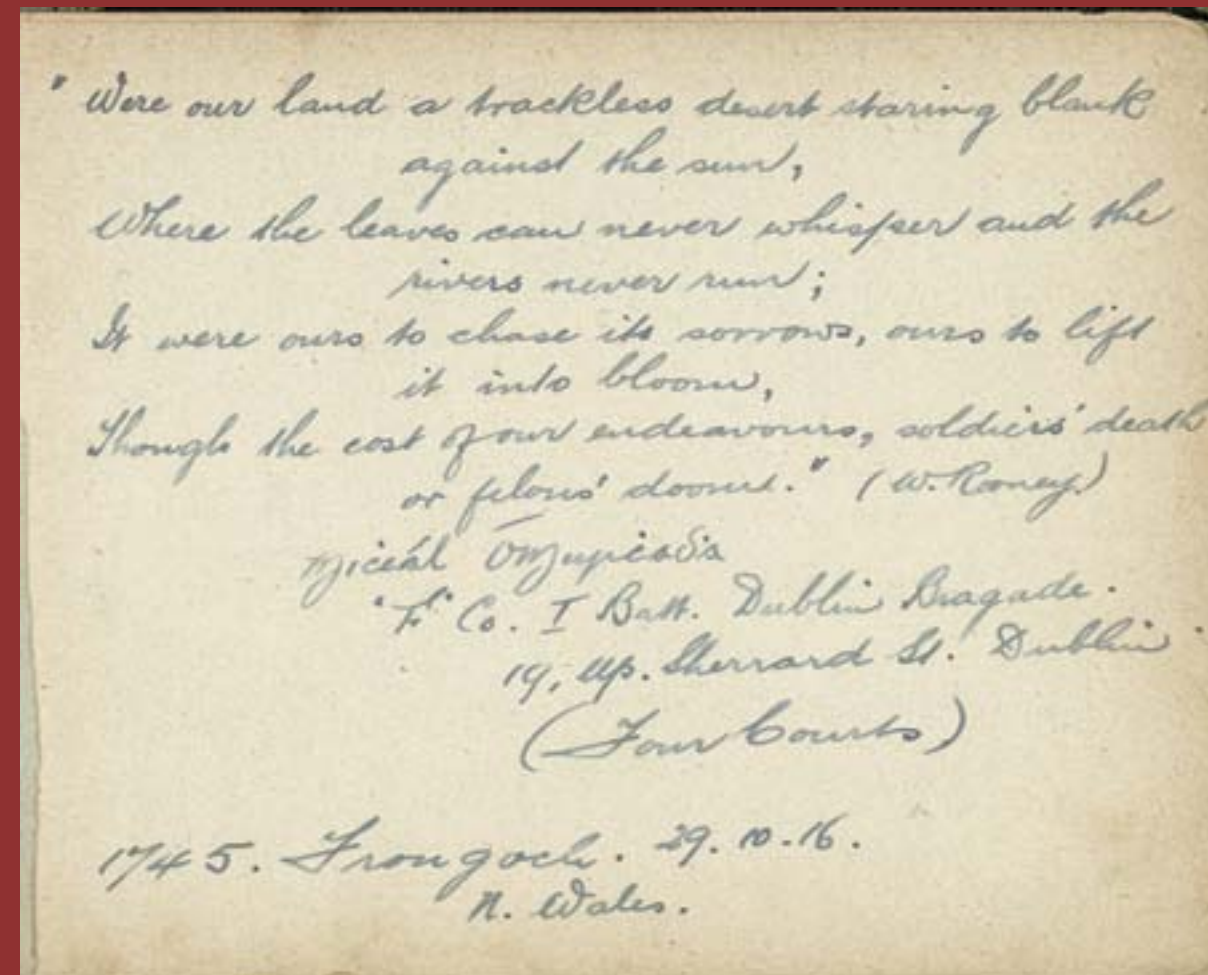 "Were our land a trackless desert staring blank
against the sun,
Where the leaves can never whisper and the
rivers never run;
It were ours to chase its sorrows, ours to lift
it into bloom,
Though the cost of our endeavours, soldiers' death
or felons' doom." (W. Rooney.)
Miceál
"F" Co. I Batt. Dublin Bragade.
19, Up. Sherrard St. Dublin.
(Four Courts)
1745. Frongoch. 29.10.16.
N. Wales.